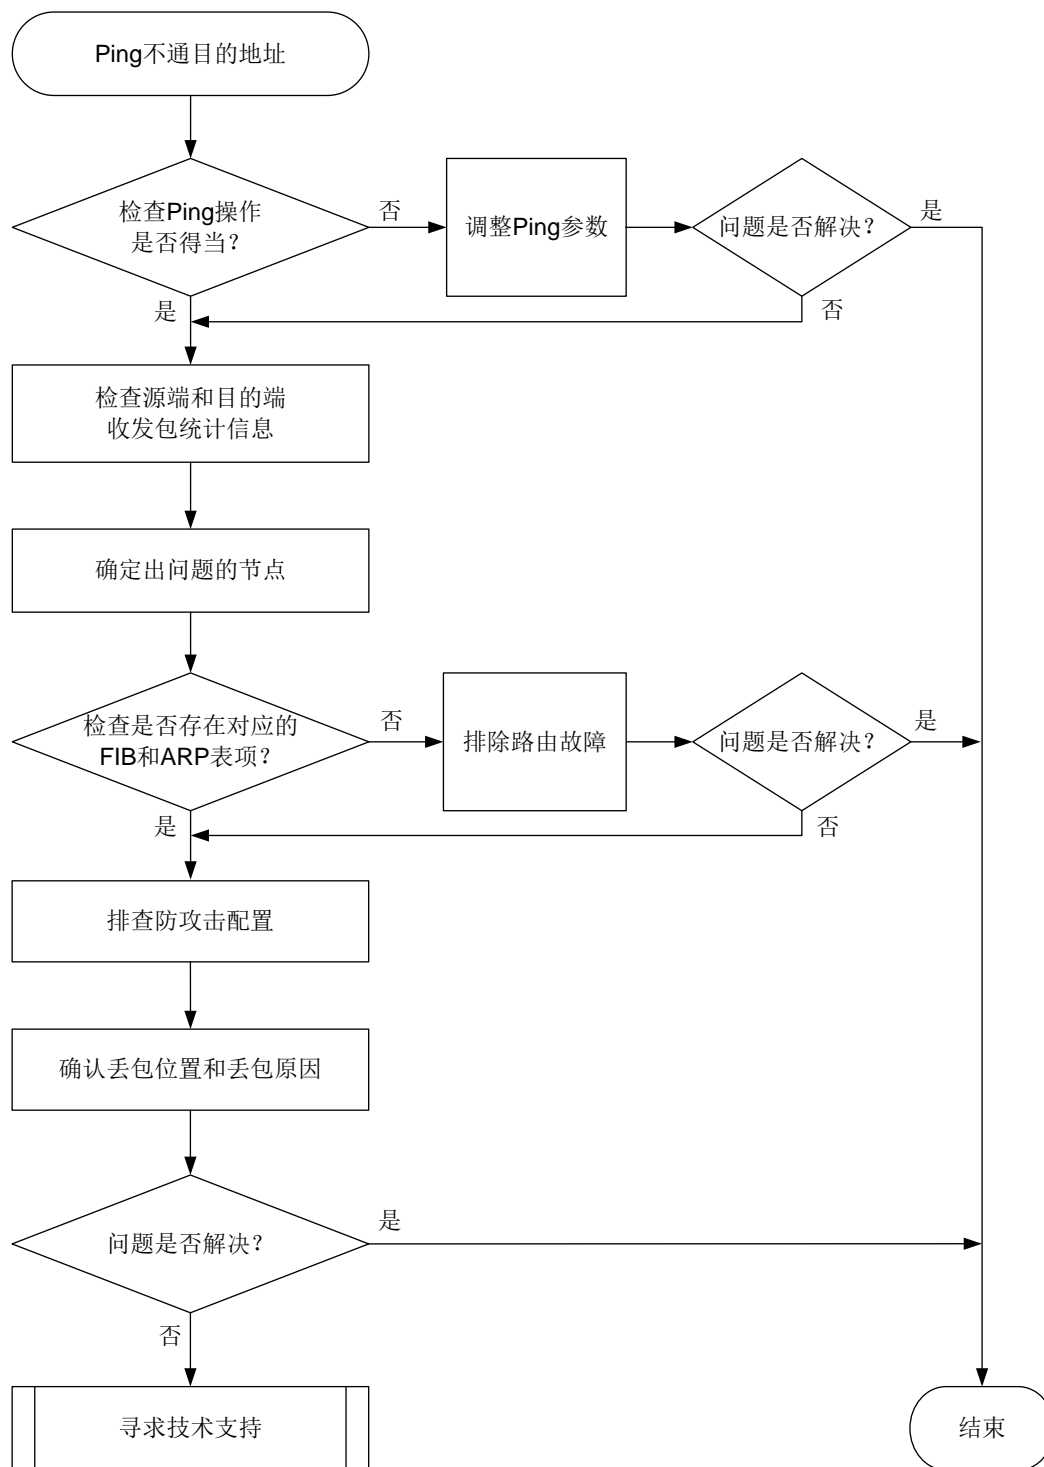 Ping不通目的地址
检查Ping操作
是否得当？
否
调整Ping参数
问题是否解决？
是
是
否
检查源端和目的端
收发包统计信息
确定出问题的节点
检查是否存在对应的
FIB和ARP表项？
否
排除路由故障
问题是否解决？
是
是
否
排查防攻击配置
确认丢包位置和丢包原因
问题是否解决？
是
否
寻求技术支持
结束